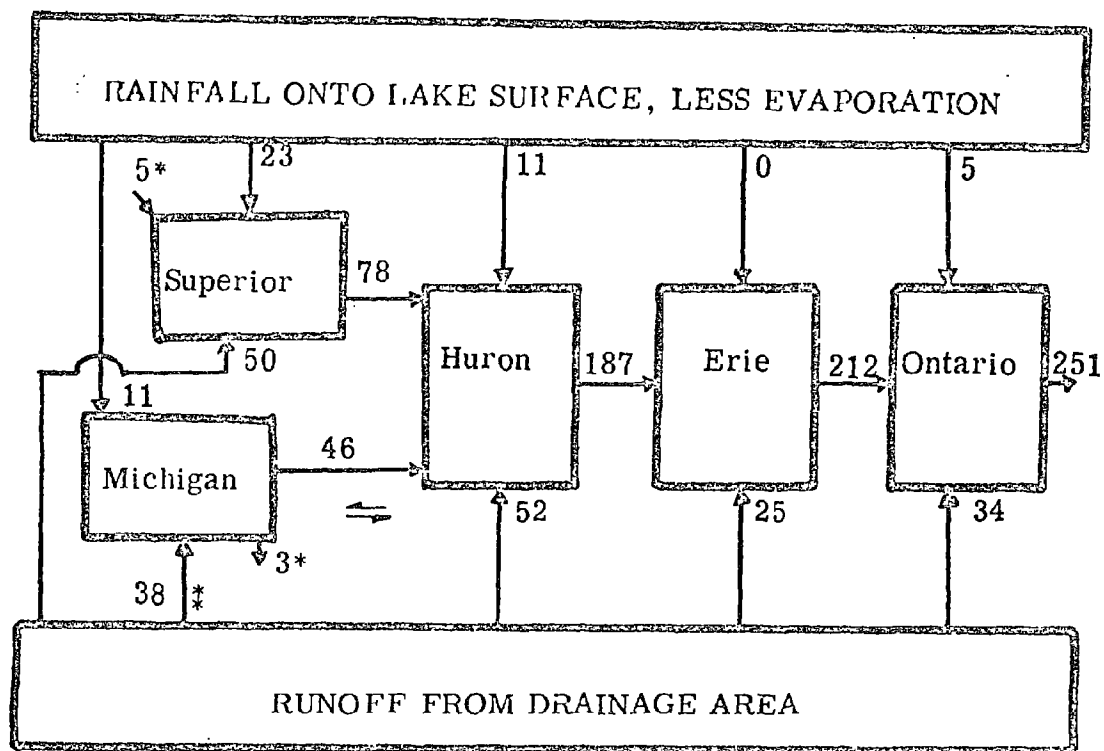 RAINFALL ONTO LAKE SURFACE, LESS EVAPORATION
23
11
0
5
5*
Superior
78
50
11
Huron
187
Erie
212
Ontario
251
Michigan
46
52
25
34
3*
38 **
RUNOFF FROM DRAINAGE AREA